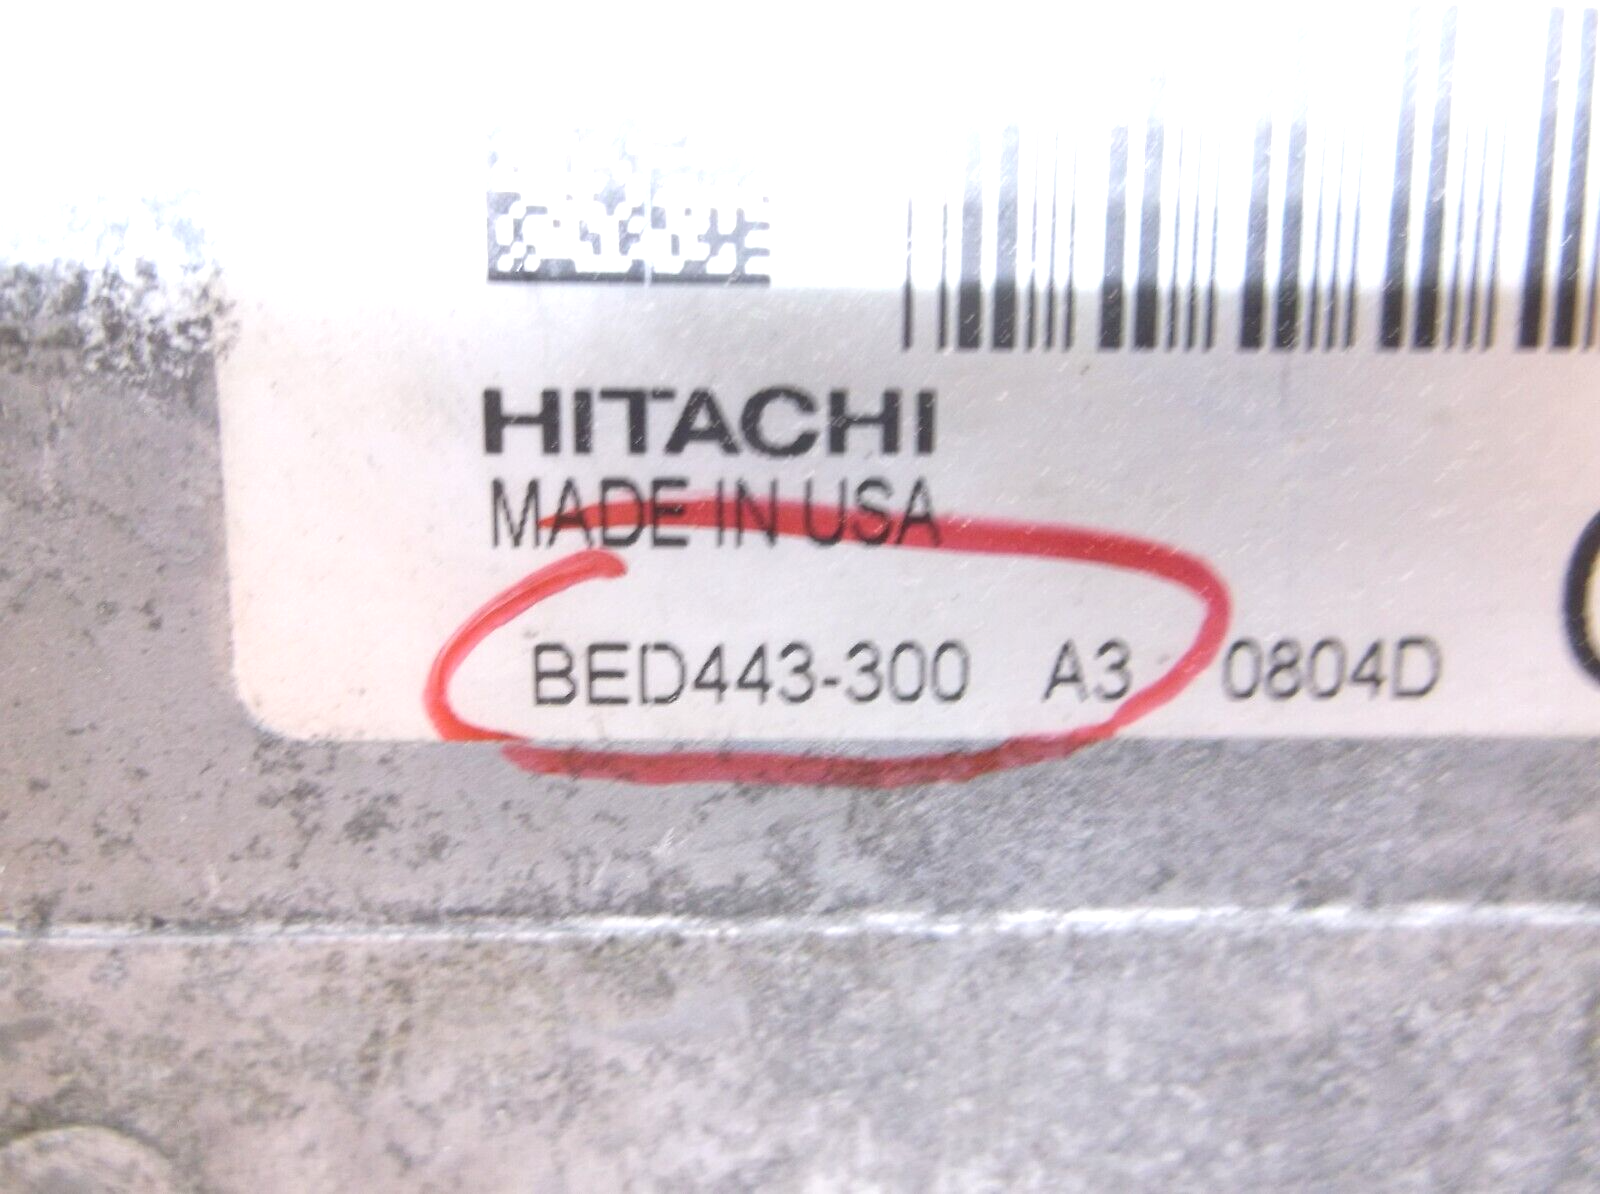 HITACHI
MADE IN USA
BED443-300 A3 0804D